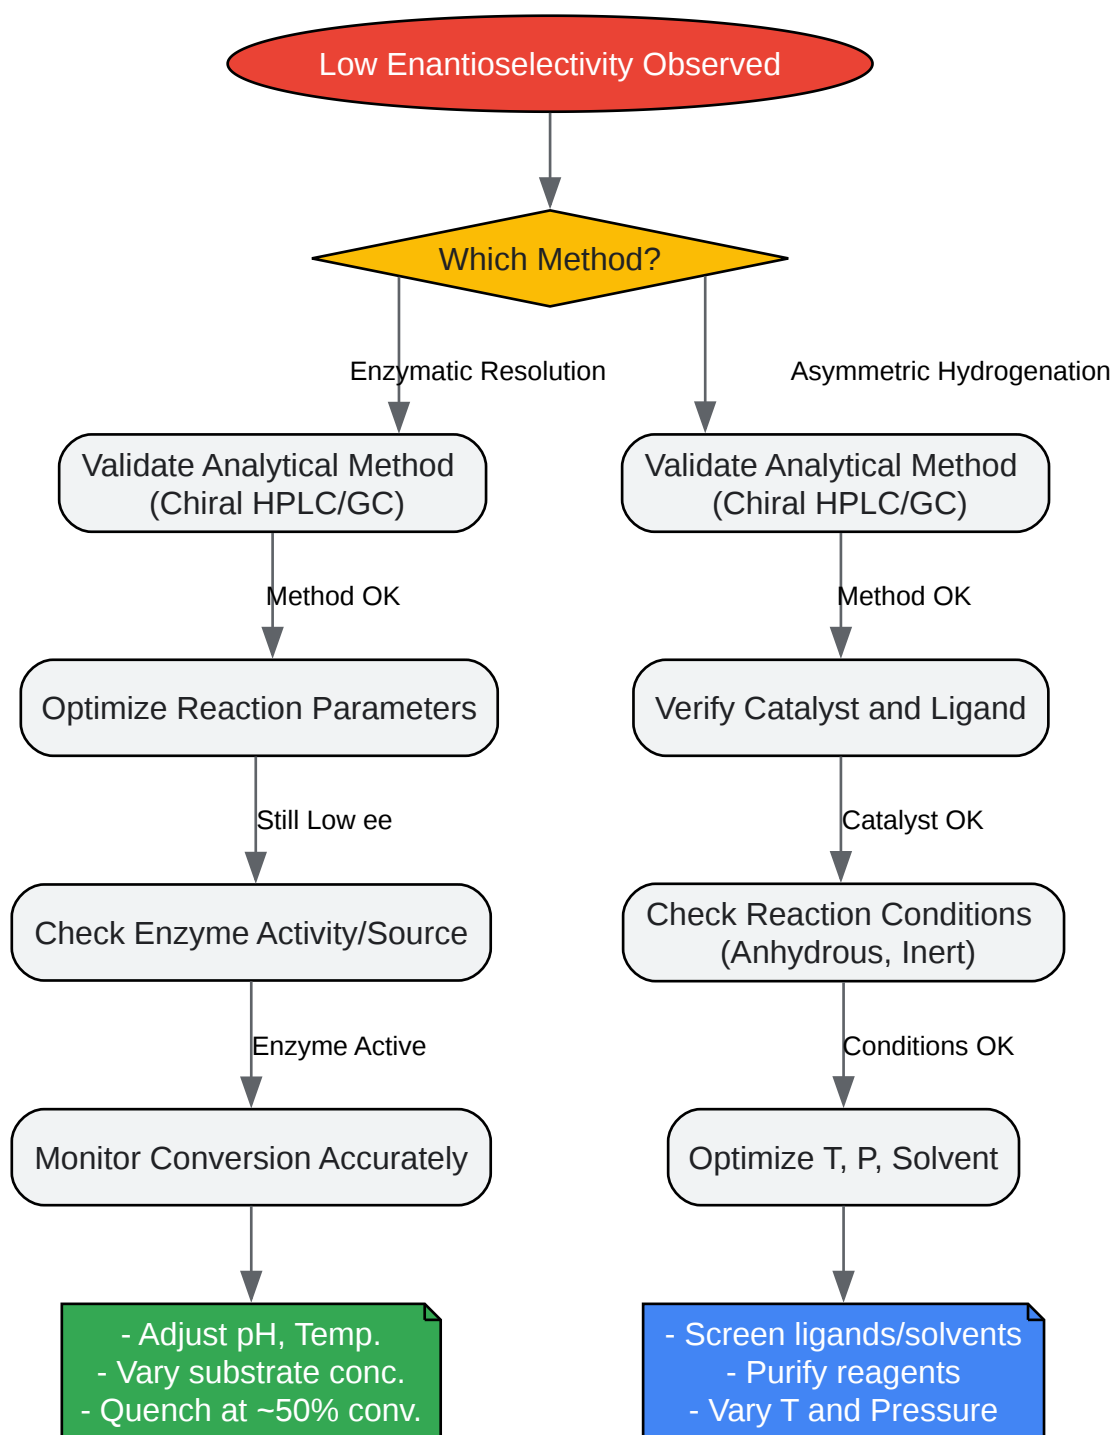 Low Enantioselectivity Observed
Which Method?
Enzymatic Resolution
Asymmetric Hydrogenation
Validate Analytical Method
(Chiral HPLC/GC)
Validate Analytical Method
(Chiral HPLC/GC)
Method OK
Method OK
Optimize Reaction Parameters
Verify Catalyst and Ligand
Still Low ee
Catalyst OK
Check Enzyme Activity/Source
Check Reaction Conditions
(Anhydrous, Inert)
Enzyme Active
Conditions OK
Monitor Conversion Accurately
Optimize T, P, Solvent
- Adjust pH, Temp.
- Vary substrate conc.
- Quench at ~50% conv.
- Screen ligands/solvents
- Purify reagents
- Vary T and Pressure